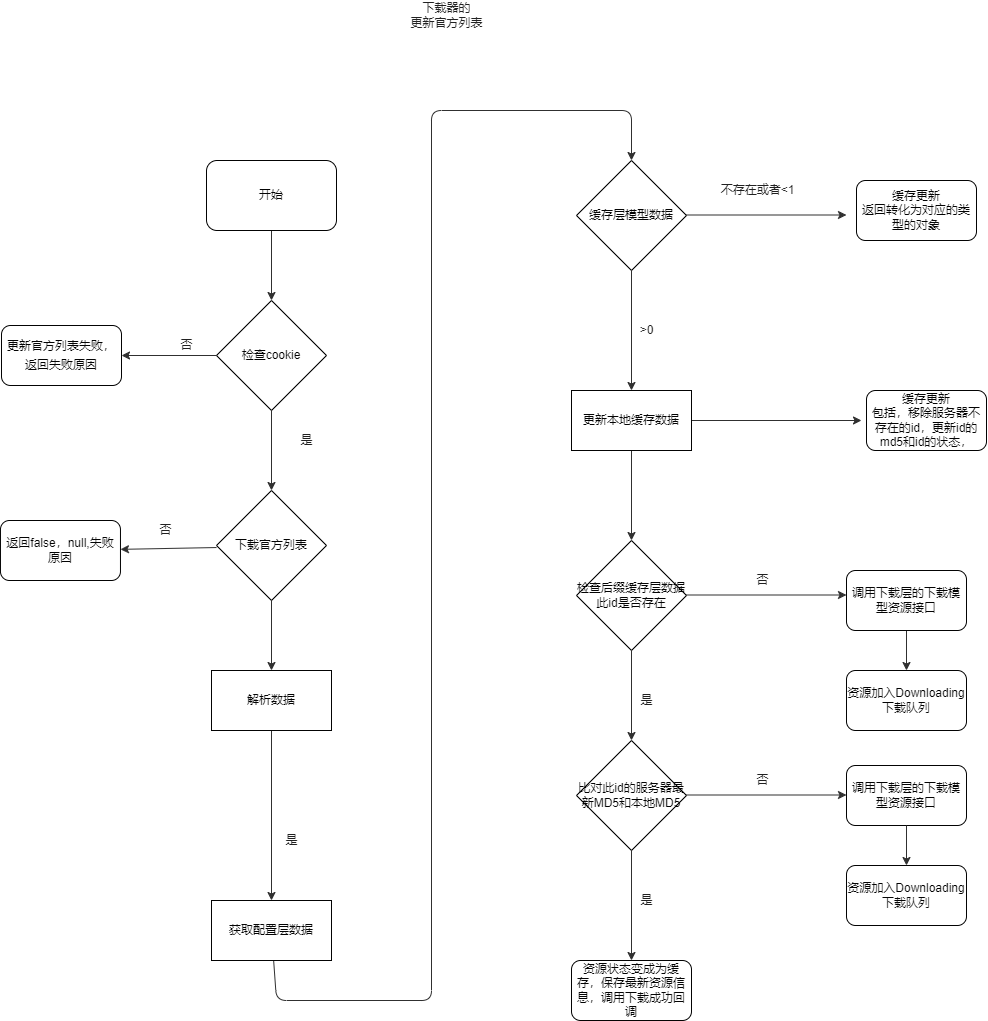 下载器的
更新官方列表
开始
检查cookie
否
更新官方列表失败，
返回失败原因
是
下载官方列表
否
返回false，null,失败
原因
解析数据
是
获取配置层数据
缓存层模型数据
不存在或者<1
缓存更新
返回转化为对应的类
型的对象
>0
更新本地缓存数据
缓存更新
包括，移除服务器不
存在的id，更新id的
md5和id的状态，
检查后缀缓存层数据
此id是否存在
否
调用下载层的下载模
型资源接口
资源加入Downloading
下载队列
是
比对此id的服务器最
新MD5和本地MD5
否
调用下载层的下载模
型资源接口
资源加入Downloading
下载队列
是
资源状态变成为缓
存，保存最新资源信
息，调用下载成功回
调